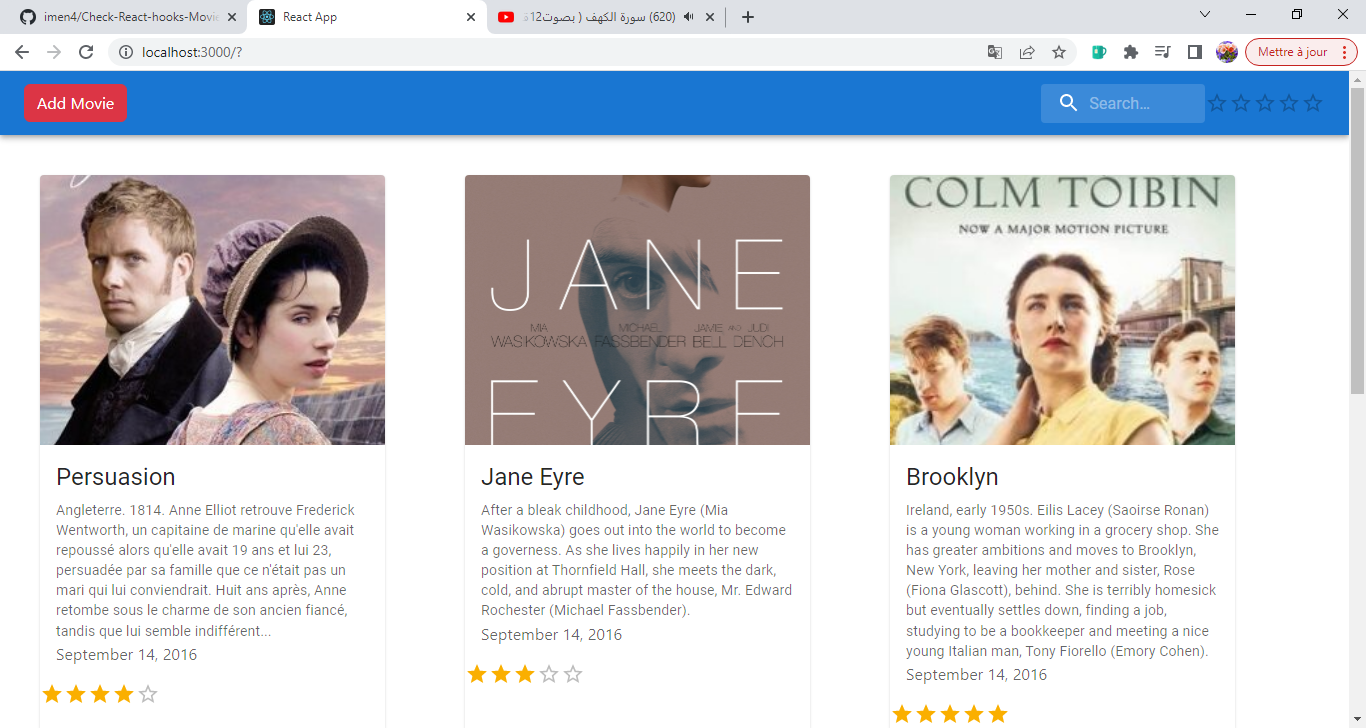 imen4/Check-React-hooks-Movie
React App
(620) سورة الكهف ( بصوت12
localhost:3000/?
Mettre à jour
Add Movie
Search…
JANE
MIA
WASIKOWSKA
MICHAEL
FASSBENDER
JAMIE
BELL
AND
JUDI
DENCH
EYRE
COLM TOIBIN
NOW A MAJOR MOTION PICTURE
Persuasion
Angleterre. 1814. Anne Elliot retrouve Frederick
Wentworth, un capitaine de marine qu'elle avait
repoussé alors qu'elle avait 19 ans et lui 23,
persuadée par sa famille que ce n'était pas un
mari qui lui conviendrait. Huit ans après, Anne
retombe sous le charme de son ancien fiancé,
tandis que lui semble indifférent...
September 14, 2016
Jane Eyre
After a bleak childhood, Jane Eyre (Mia
Wasikowska) goes out into the world to become
a governess. As she lives happily in her new
position at Thornfield Hall, she meets the dark,
cold, and abrupt master of the house, Mr. Edward
Rochester (Michael Fassbender).
September 14, 2016
Brooklyn
Ireland, early 1950s. Eilis Lacey (Saoirse Ronan)
is a young woman working in a grocery shop. She
has greater ambitions and moves to Brooklyn,
New York, leaving her mother and sister, Rose
(Fiona Glascott), behind. She is terribly homesick
but eventually settles down, finding a job,
studying to be a bookkeeper and meeting a nice
young Italian man, Tony Fiorello (Emory Cohen).
September 14, 2016